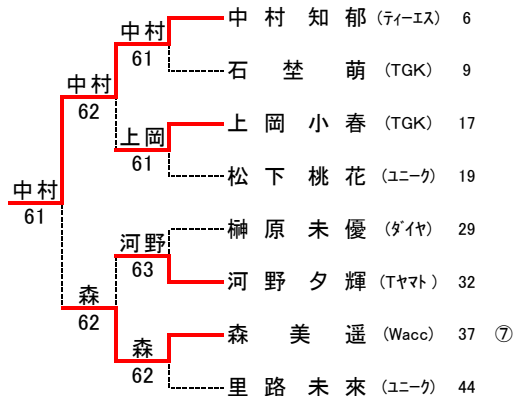 中村 知郁 (ティーエス) 6
中村
61
石 埜 萌 (TGK) 9
中村
62
上岡 小春 (TGK) 17
上岡
61
松下 桃花 (ユニーク) 19
中村
61
榊原 未優 (ダイヤ) 29
河野
63
河野 夕輝 (Tヤマト) 32
森
62
森 美遥 (Wacc) 37 ⑦
森
62
里路 未來 (ユニーク) 44